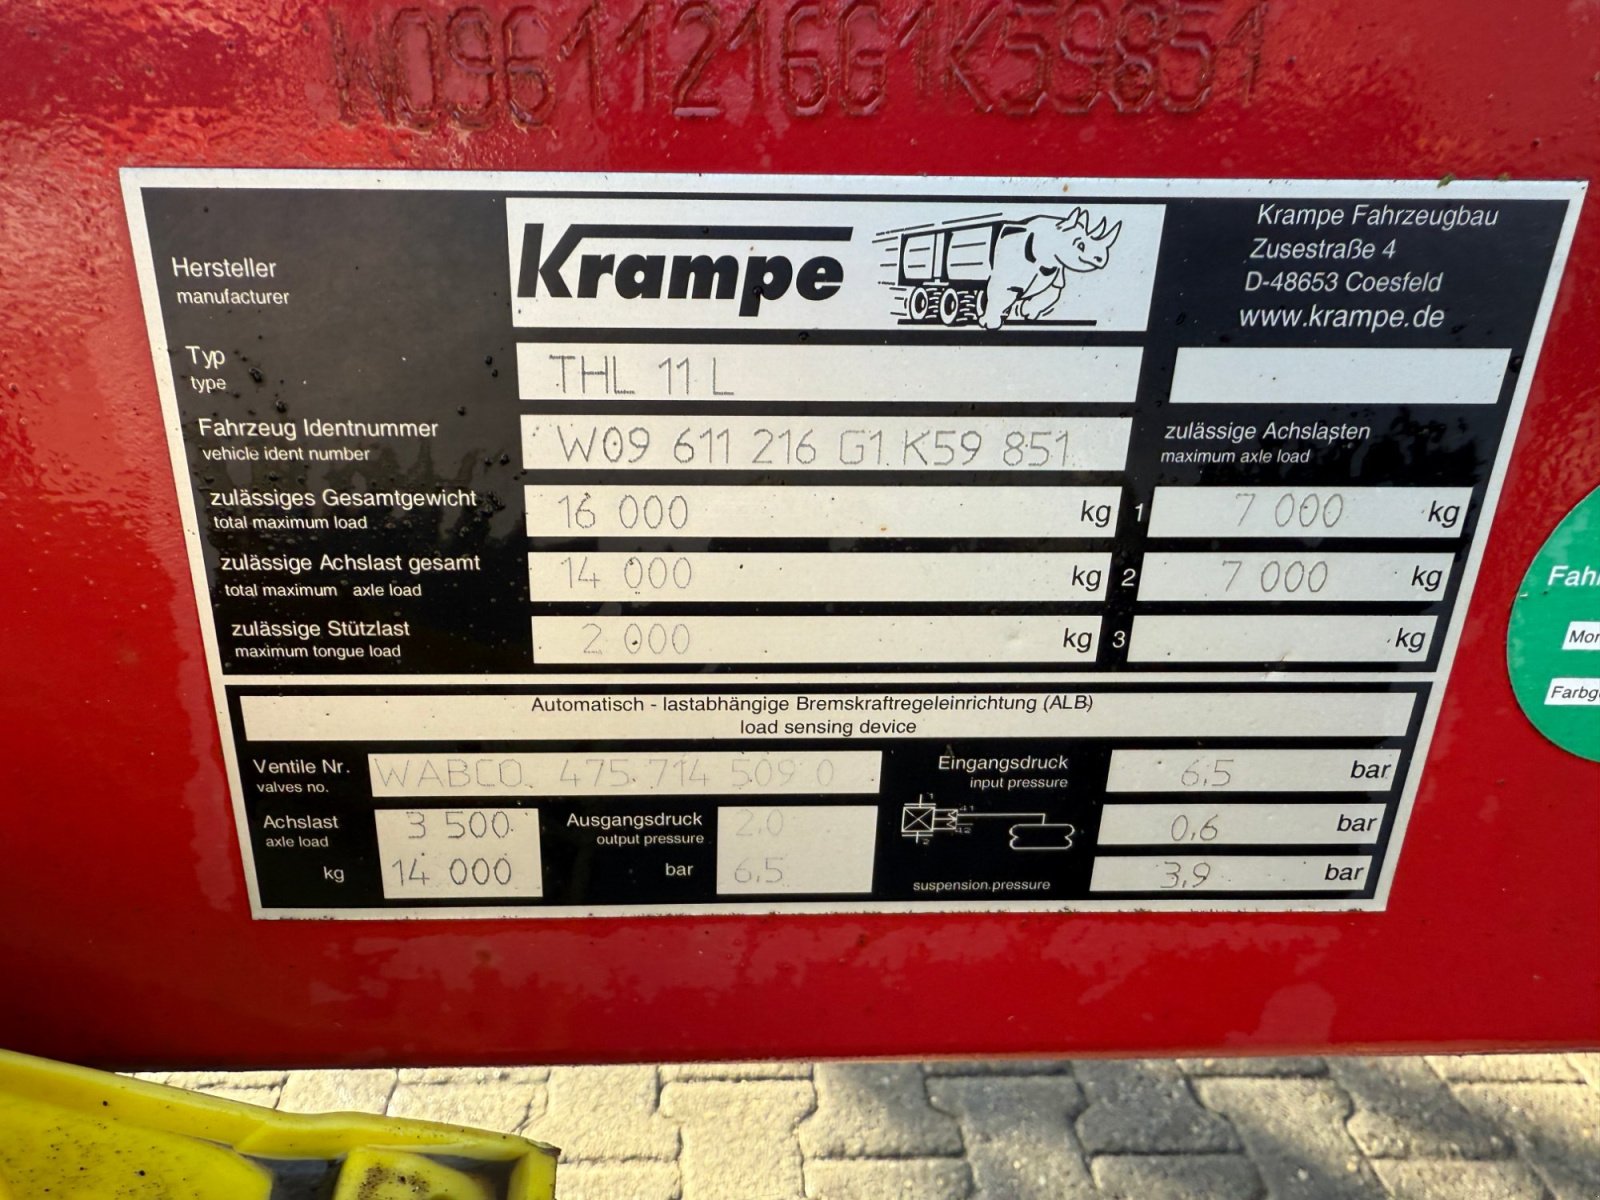 W09611216G1K59851
Hersteller
manufacturer
Krampe
Krampe Fahrzeugbau
Zusestraße 4
D-48653 Coesfeld
www.krampe.de
Typ
type
THL 11 L
Fahrzeug Identnummer
vehicle ident number
W09 611 216 G1 K59 851
zulässige Achslasten
maximum axle load
zulässiges Gesamtgewicht
total maximum load
16 000 kg 1 7 000 kg
zulässige Achslast gesamt
total maximum axle load
14 000 kg 2 7 000 kg
zulässige Stützlast
maximum tongue load
2 000 kg 3 kg
Automatisch - lastabhängige Bremskraftregeleinrichtung (ALB)
load sensing device
Ventile Nr.
valves no.
WABCO 475 714 509 0
Eingangsdruck
input pressure
6,5 bar
Achslast
axle load
kg
3 500
14 000
Ausgangsdruck
output pressure
bar
2,0
6,5
0,6 bar
suspension.pressure
3,9 bar